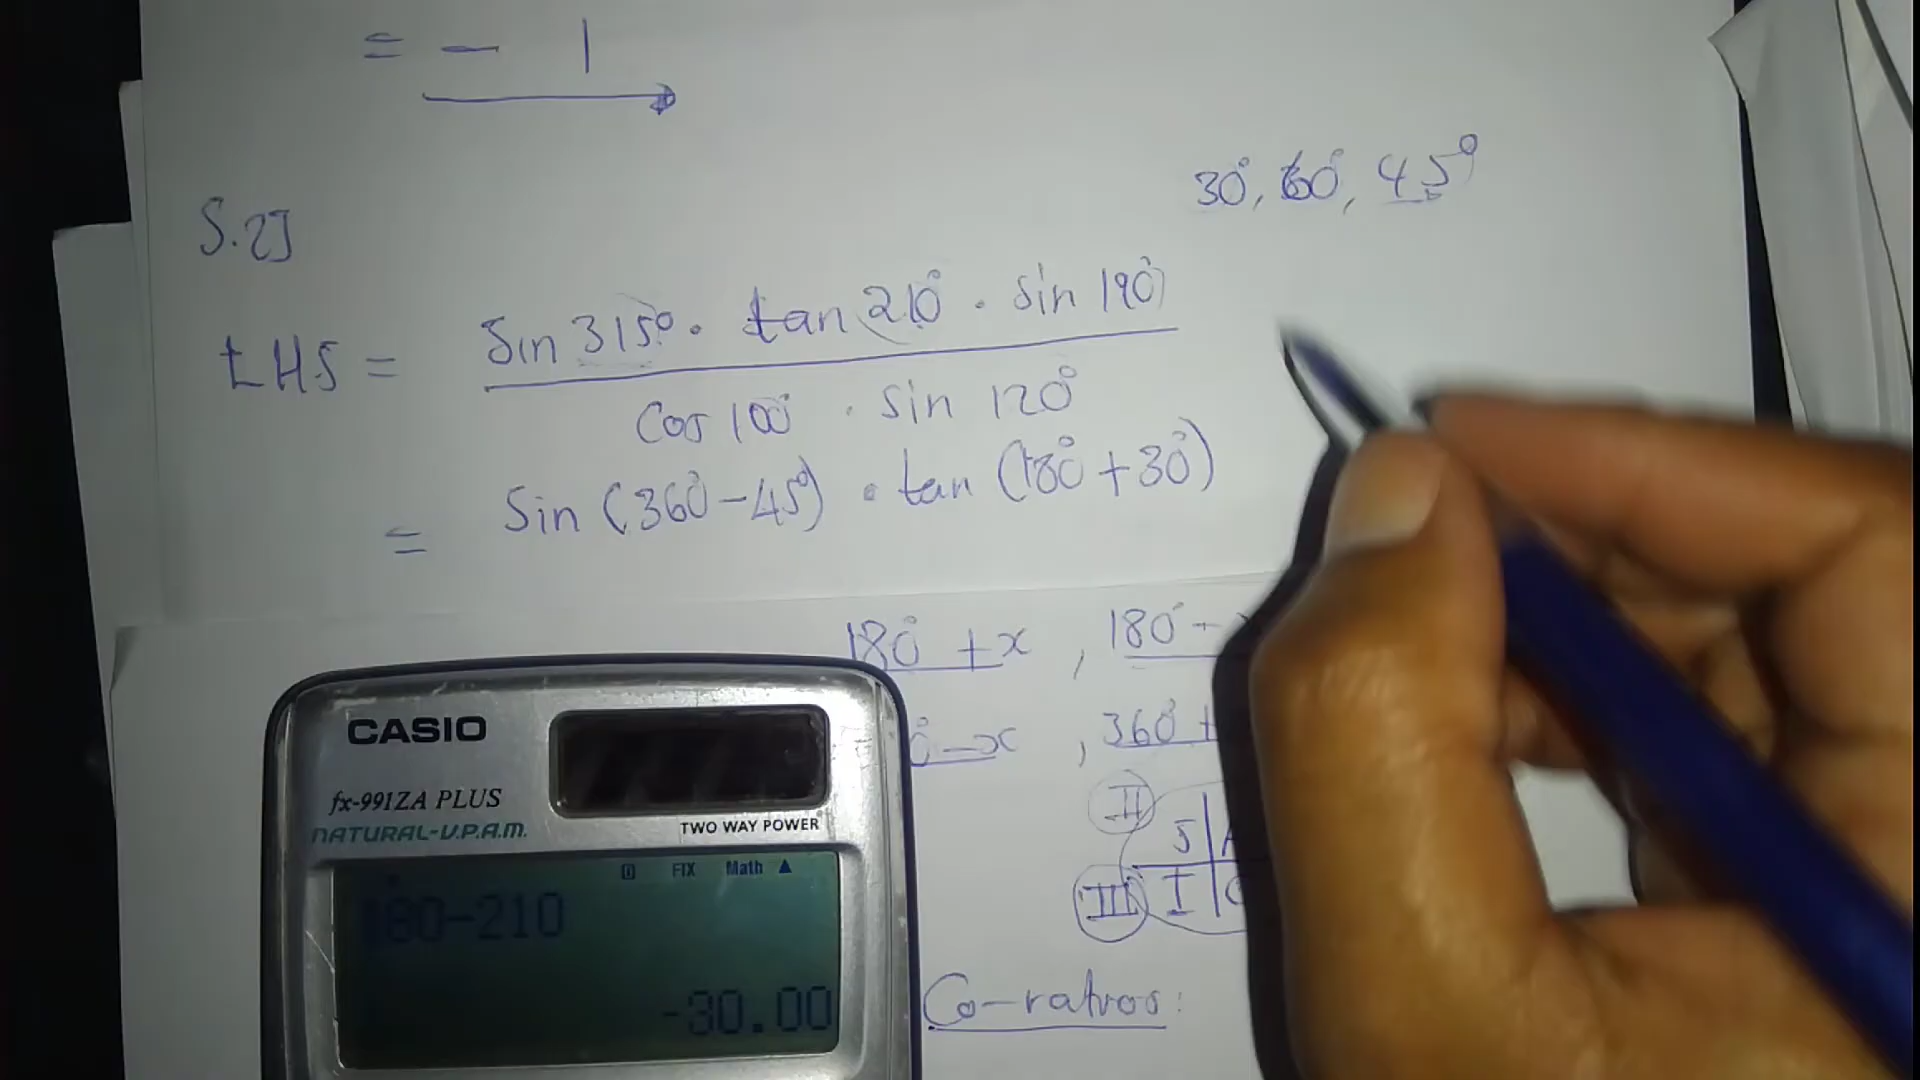 = - 1
30°, 60°, 45°
5.2]
LHS = sin 315° · tan 210° · sin 190°
cos 100° · sin 120°
= sin (360° - 45°) · tan (180° + 30°)
180° + x , 180° -
- x , 360° +
II
S
III T C
Co-ratios:
CASIO
fx-991ZA PLUS
NATURAL-V.P.A.M.
TWO WAY POWER
D FIX Math ▲
180-210
-30.00